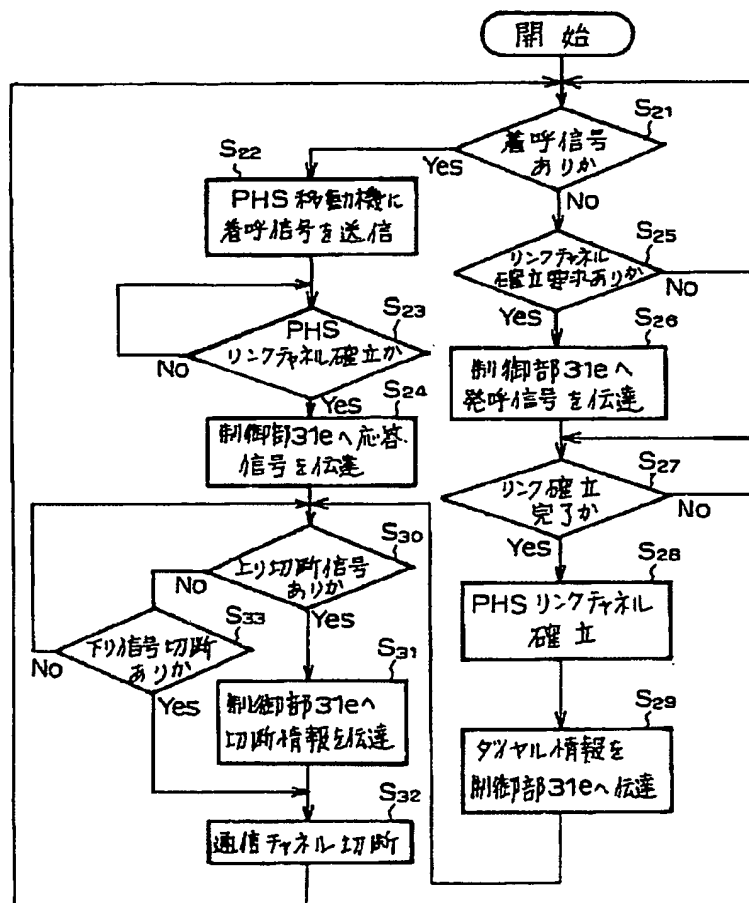 開始
S21
着呼信号
ありか
Yes
No
S22
PHS移動機に
着呼信号を送信
S25
リンクチャネル
確立要求ありか
No
Yes
S23
PHS
リンクチャネル確立か
No
Yes
S26
制御部31eへ
発呼信号を伝達
S24
制御部31eへ応答
信号を伝達
S27
リンク確立
完了か
No
Yes
S30
上り切断信号
ありか
No
Yes
S28
PHSリンクチャネル
確立
S33
下り信号切断
ありか
No
Yes
S31
制御部31eへ
切断情報を伝達
S29
ダイヤル情報を
制御部31eへ伝達
S32
通信チャネル切断